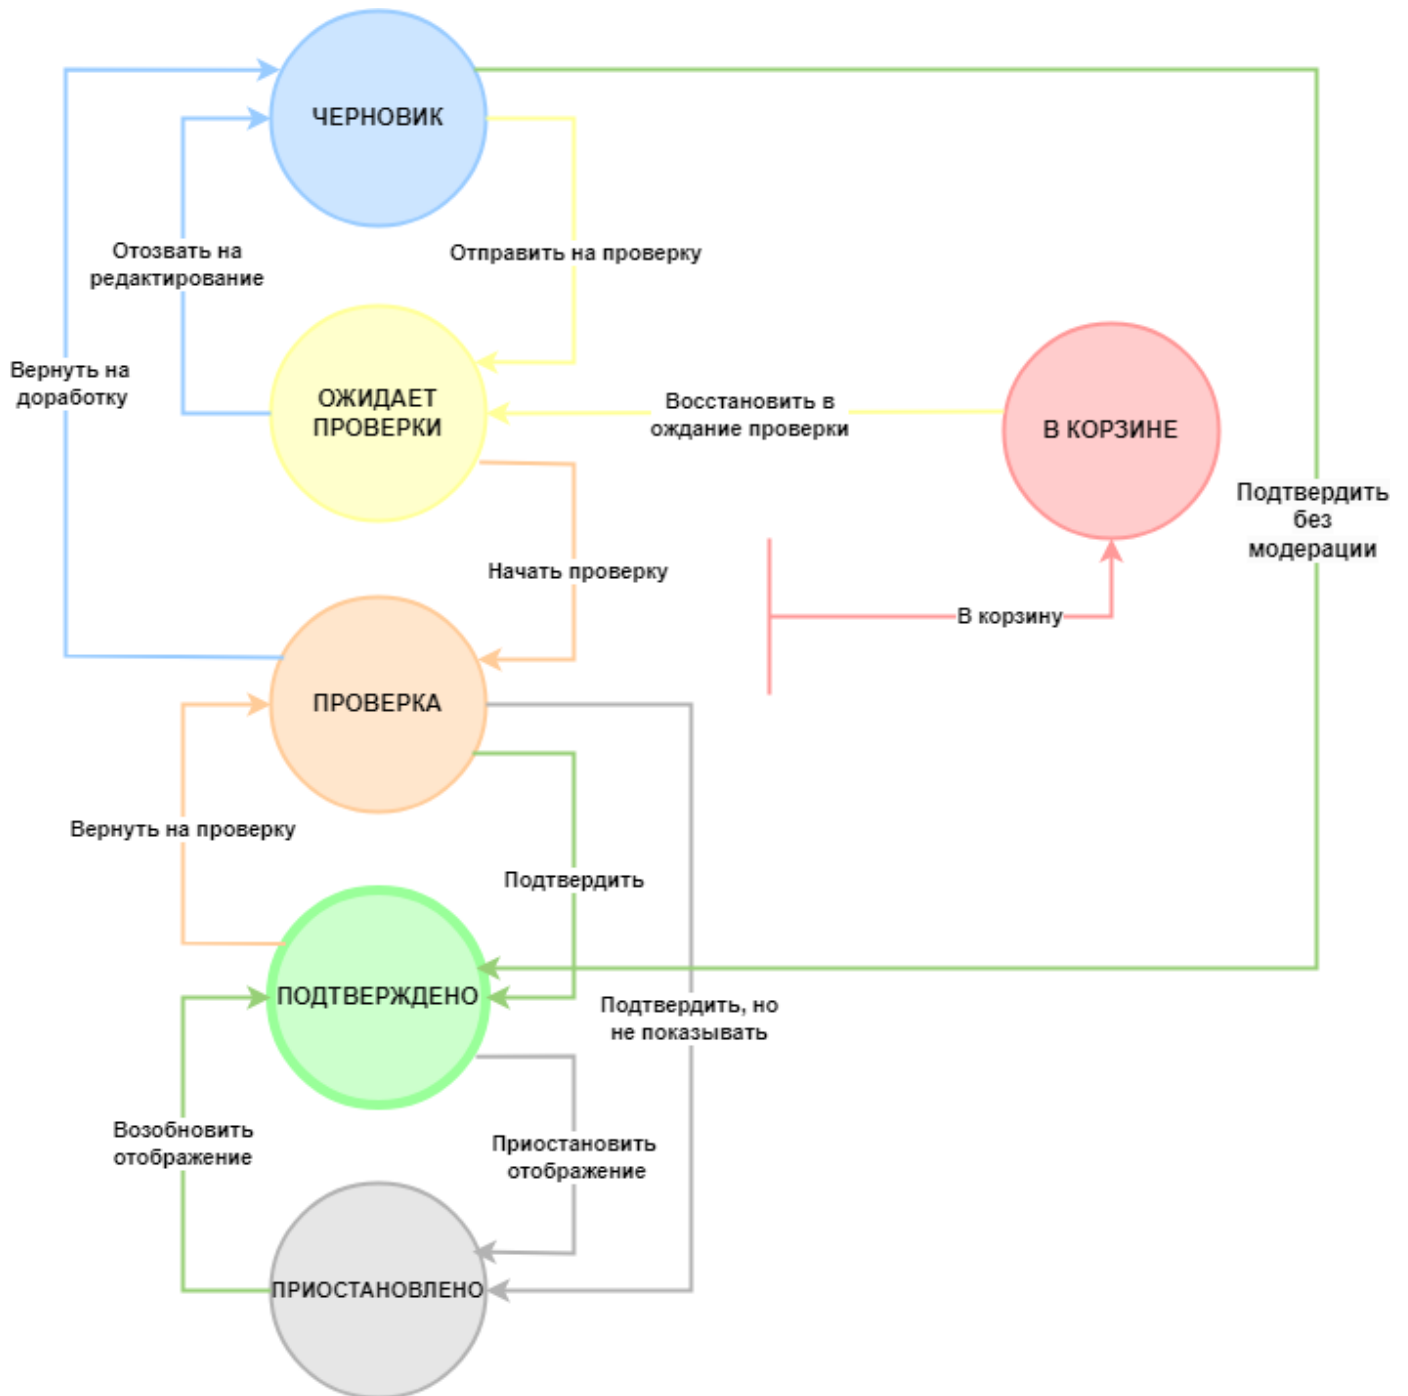 ЧЕРНОВИК
Отозвать на
редактирование
Отправить на проверку
Вернуть на
доработку
ОЖИДАЕТ
ПРОВЕРКИ
Восстановить в
ождание проверки
В КОРЗИНЕ
Подтвердить
без
модерации
Начать проверку
В корзину
ПРОВЕРКА
Вернуть на проверку
Подтвердить
ПОДТВЕРЖДЕНО
Подтвердить, но
не показывать
Возобновить
отображение
Приостановить
отображение
ПРИОСТАНОВЛЕНО